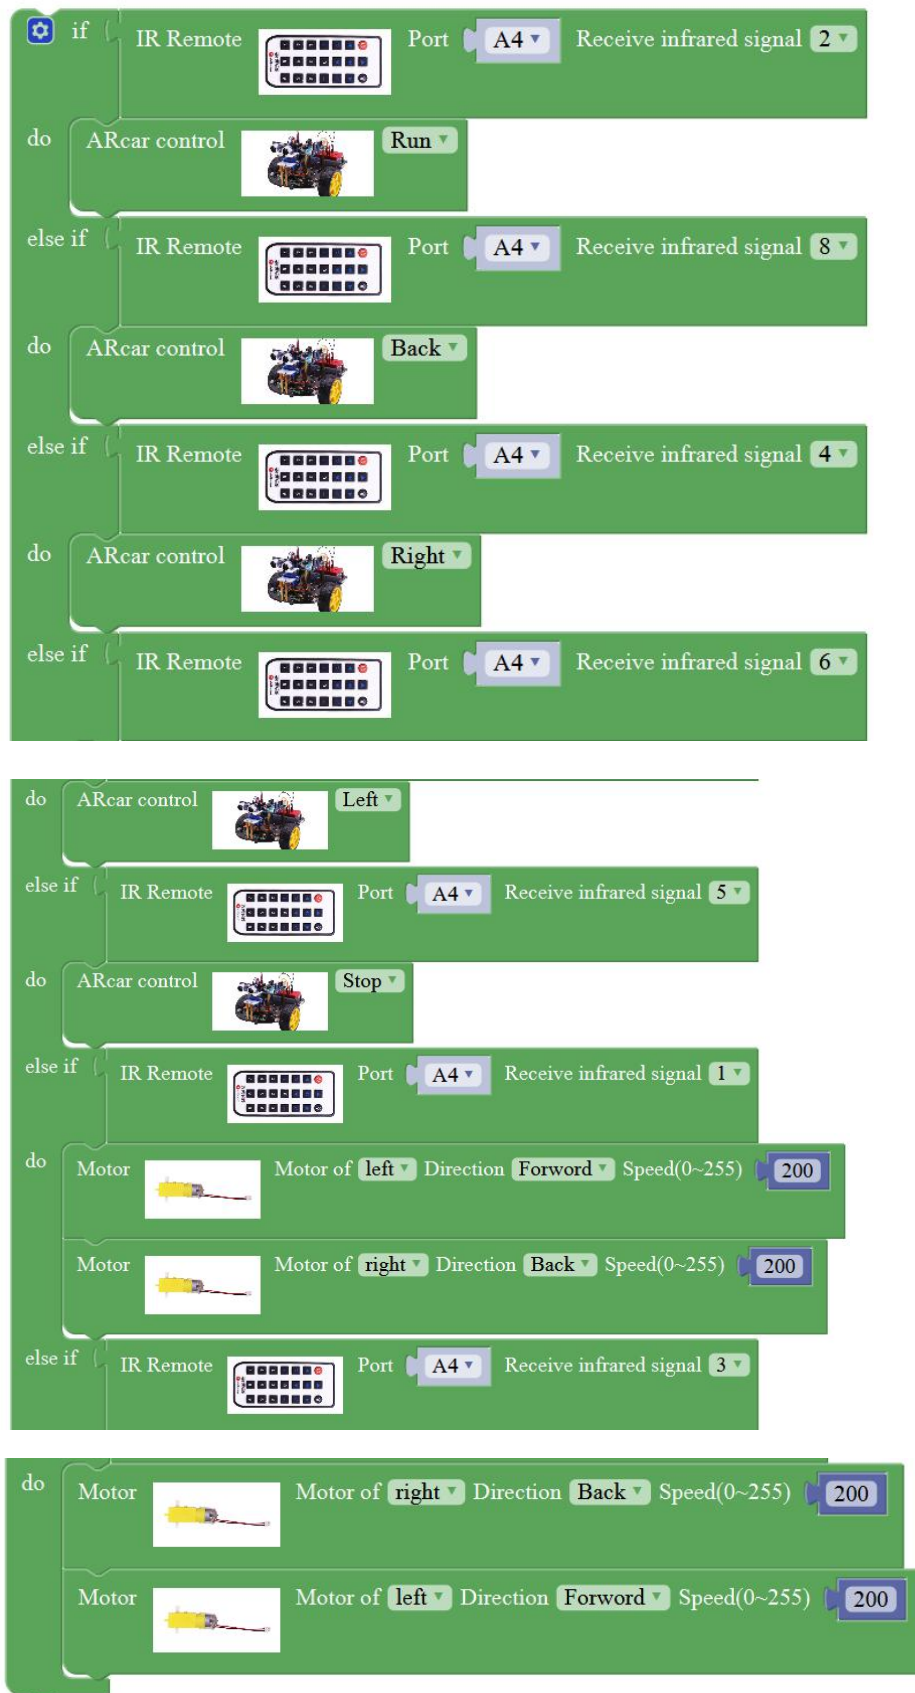 if IR Remote Port A4 Receive infrared signal 2
do ARcar control Run
else if IR Remote Port A4 Receive infrared signal 8
do ARcar control Back
else if IR Remote Port A4 Receive infrared signal 4
do ARcar control Right
else if IR Remote Port A4 Receive infrared signal 6
do ARcar control Left
else if IR Remote Port A4 Receive infrared signal 5
do ARcar control Stop
else if IR Remote Port A4 Receive infrared signal 1
do Motor Motor of left Direction Forword Speed(0~255) 200
Motor Motor of right Direction Back Speed(0~255) 200
else if IR Remote Port A4 Receive infrared signal 3
do Motor Motor of right Direction Back Speed(0~255) 200
Motor Motor of left Direction Forword Speed(0~255) 200